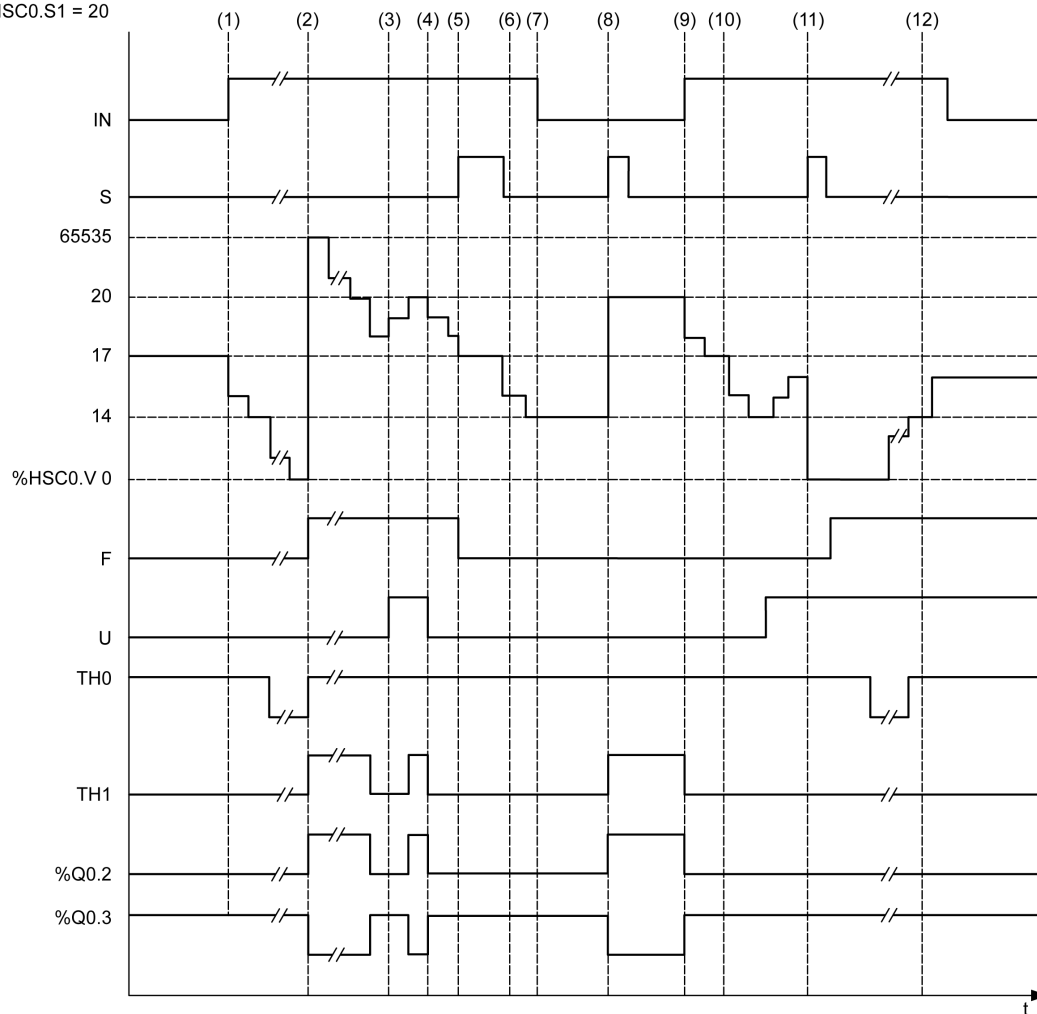 HSC0.S1 = 20
(1) (2) (3) (4) (5) (6) (7) (8) (9) (10) (11) (12)
IN
S
65535
20
17
14
%HSC0.V 0
F
U
TH0
TH1
%Q0.2
%Q0.3
t